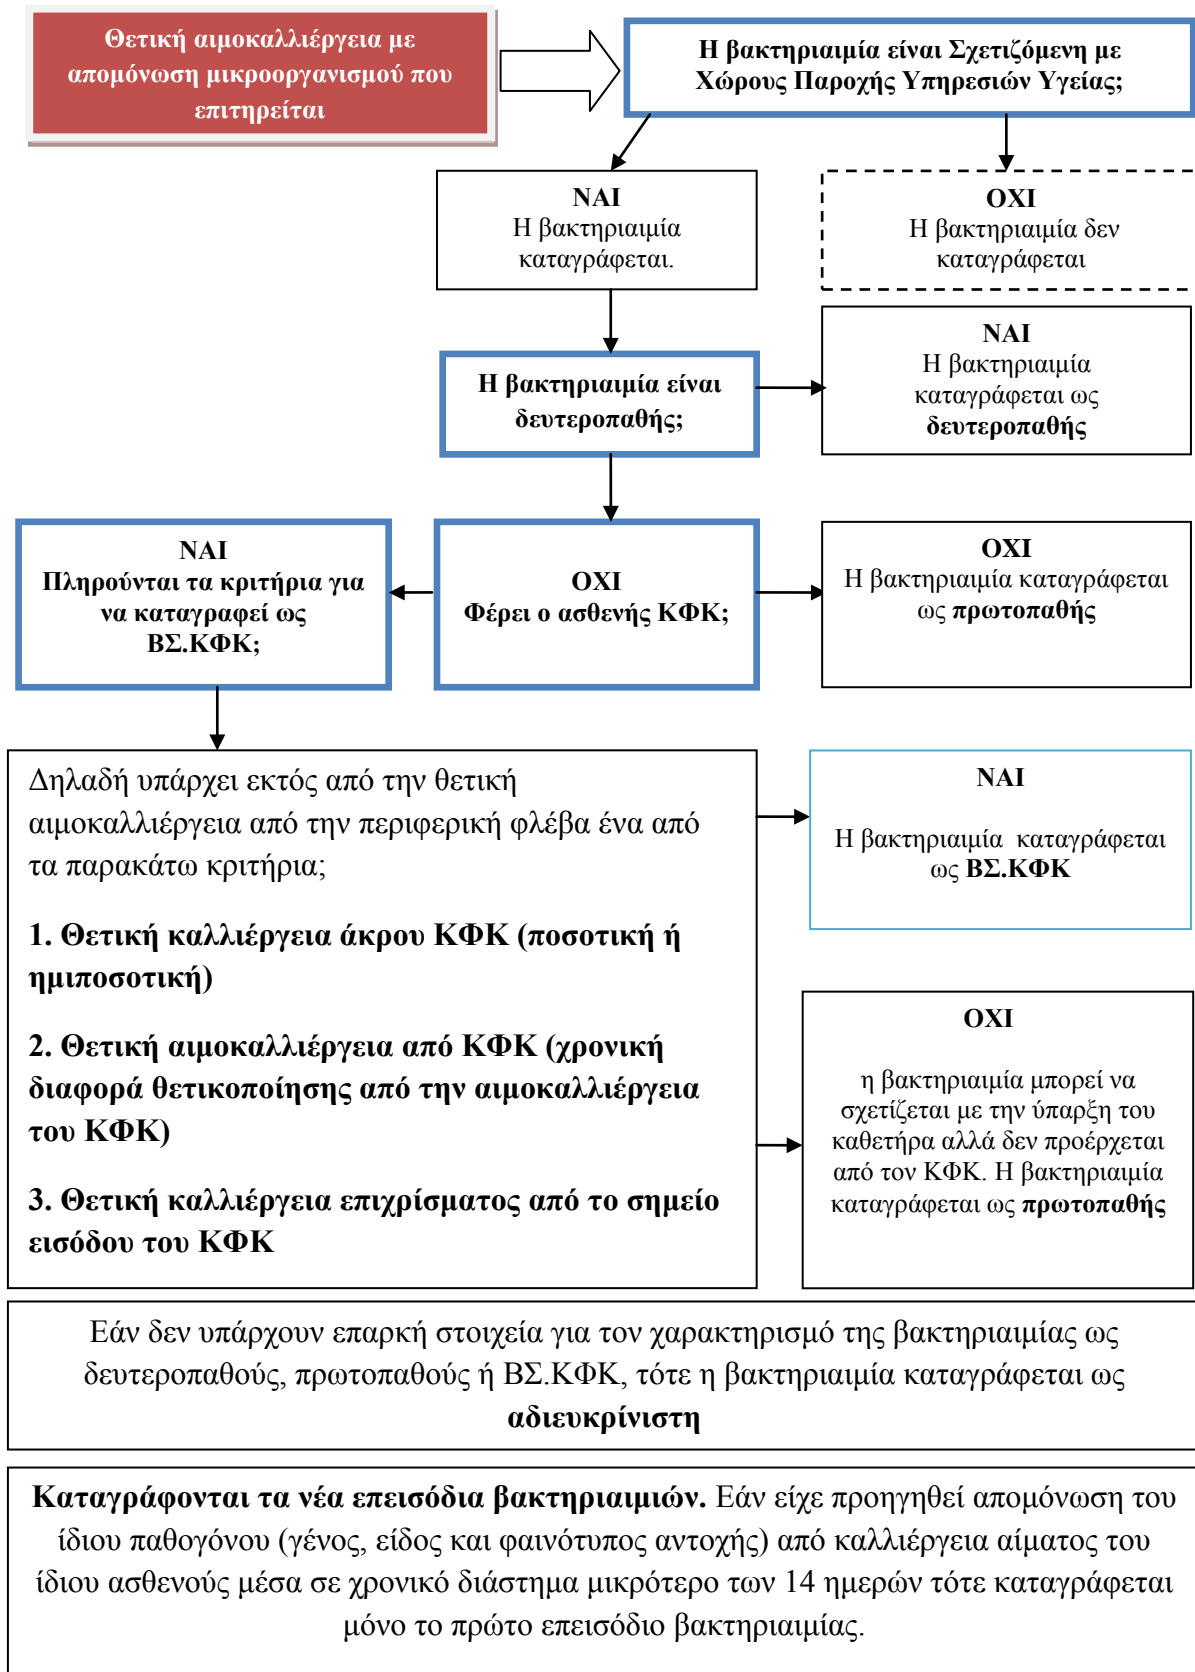 Θετική αιμοκαλλιέργεια με
απομόνωση μικροοργανισμού που
επιτηρείται
Η βακτηριαιμία είναι Σχετιζόμενη με
Χώρους Παροχής Υπηρεσιών Υγείας;
ΝΑΙ
Η βακτηριαιμία
καταγράφεται.
ΟΧΙ
Η βακτηριαιμία δεν
καταγράφεται
Η βακτηριαιμία είναι
δευτεροπαθής;
ΝΑΙ
Η βακτηριαιμία
καταγράφεται ως
δευτεροπαθής
ΝΑΙ
Πληρούνται τα κριτήρια για
να καταγραφεί ως
ΒΣ.ΚΦΚ;
ΟΧΙ
Φέρει ο ασθενής ΚΦΚ;
ΟΧΙ
Η βακτηριαιμία καταγράφεται
ως πρωτοπαθής
Δηλαδή υπάρχει εκτός από την θετική
αιμοκαλλιέργεια από την περιφερική φλέβα ένα από
τα παρακάτω κριτήρια;
1. Θετική καλλιέργεια άκρου ΚΦΚ (ποσοτική ή
ημιποσοτική)
2. Θετική αιμοκαλλιέργεια από ΚΦΚ (χρονική
διαφορά θετικοποίησης από την αιμοκαλλιέργεια
του ΚΦΚ)
3. Θετική καλλιέργεια επιχρίσματος από το σημείο
εισόδου του ΚΦΚ
ΝΑΙ
Η βακτηριαιμία καταγράφεται
ως ΒΣ.ΚΦΚ
ΟΧΙ
η βακτηριαιμία μπορεί να
σχετίζεται με την ύπαρξη του
καθετήρα αλλά δεν προέρχεται
από τον ΚΦΚ. Η βακτηριαιμία
καταγράφεται ως πρωτοπαθής
Εάν δεν υπάρχουν επαρκή στοιχεία για τον χαρακτηρισμό της βακτηριαιμίας ως
δευτεροπαθούς, πρωτοπαθούς ή ΒΣ.ΚΦΚ, τότε η βακτηριαιμία καταγράφεται ως
αδιευκρίνιστη
Καταγράφονται τα νέα επεισόδια βακτηριαιμιών. Εάν είχε προηγηθεί απομόνωση του
ίδιου παθογόνου (γένος, είδος και φαινότυπος αντοχής) από καλλιέργεια αίματος του
ίδιου ασθενούς μέσα σε χρονικό διάστημα μικρότερο των 14 ημερών τότε καταγράφεται
μόνο το πρώτο επεισόδιο βακτηριαιμίας.